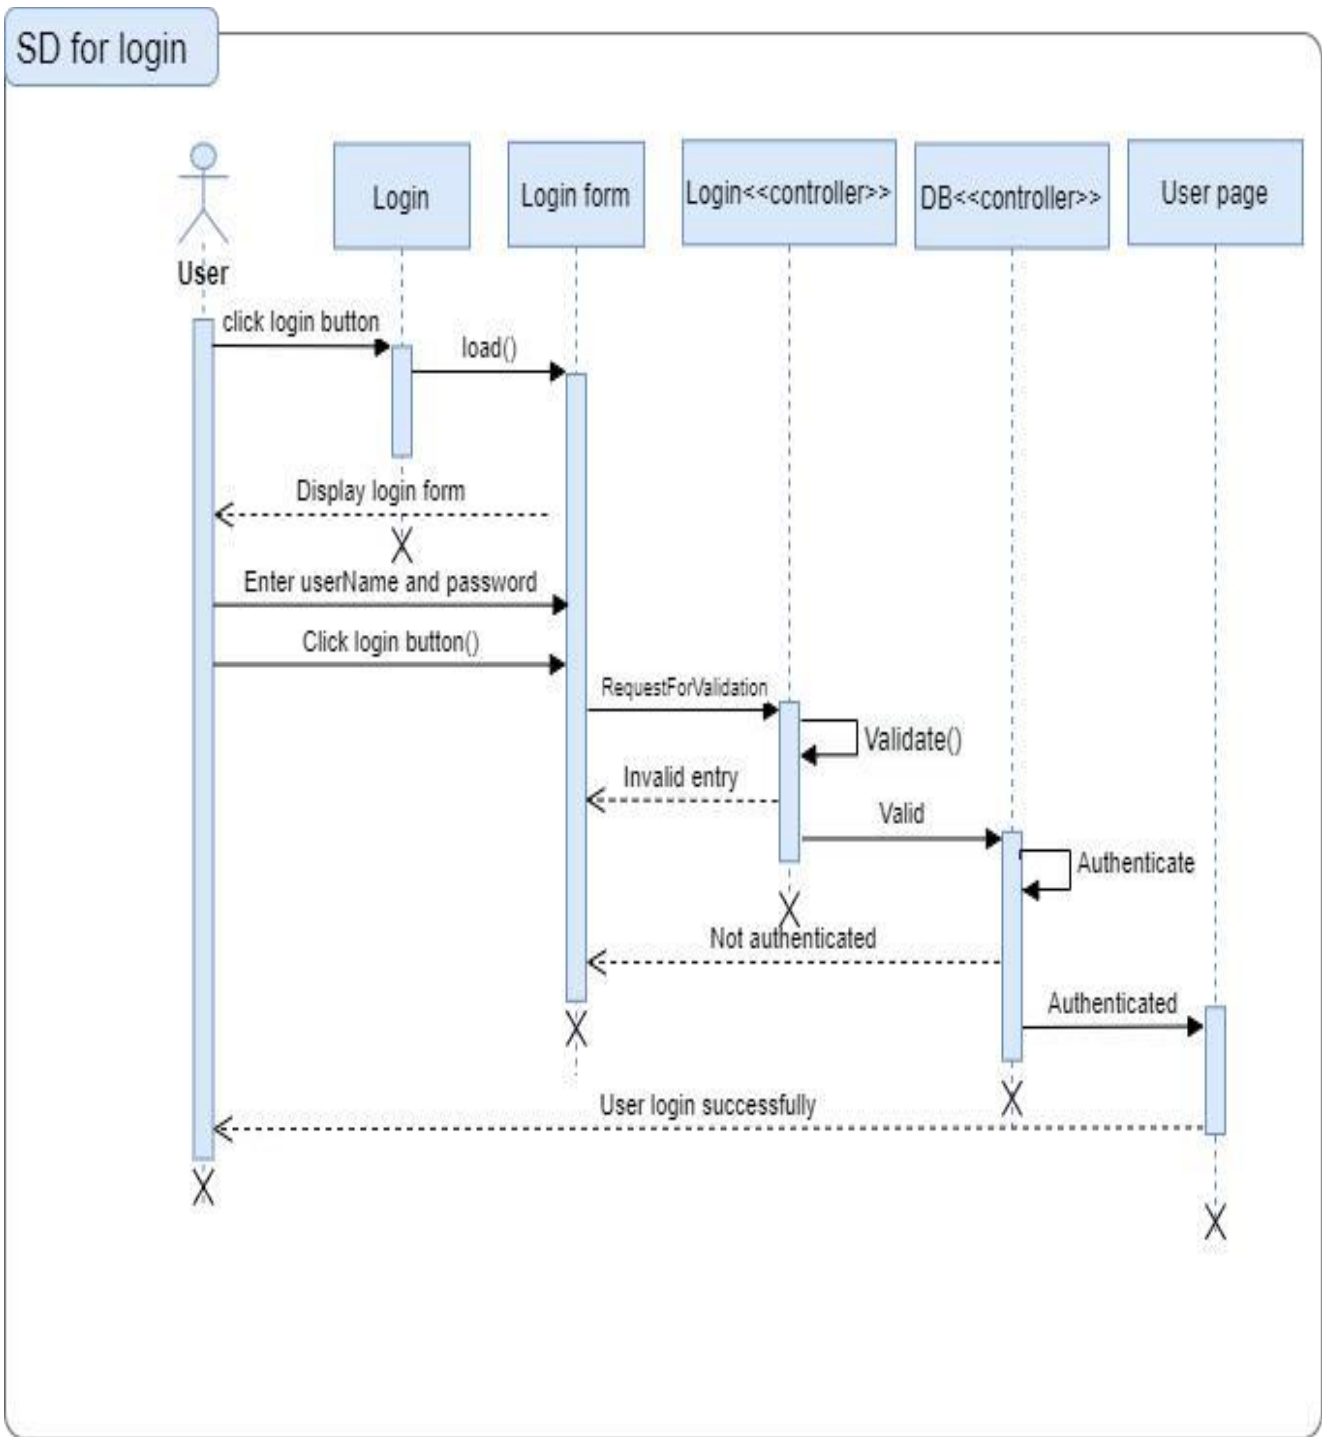 SD for login
Login
Login form
Login<<controller>>
DB<<controller>>
User page
User
click login button
load()
Display login form
Enter userName and password
Click login button()
RequestForValidation
Validate()
Invalid entry
Valid
Authenticate
Not authenticated
Authenticated
User login successfully